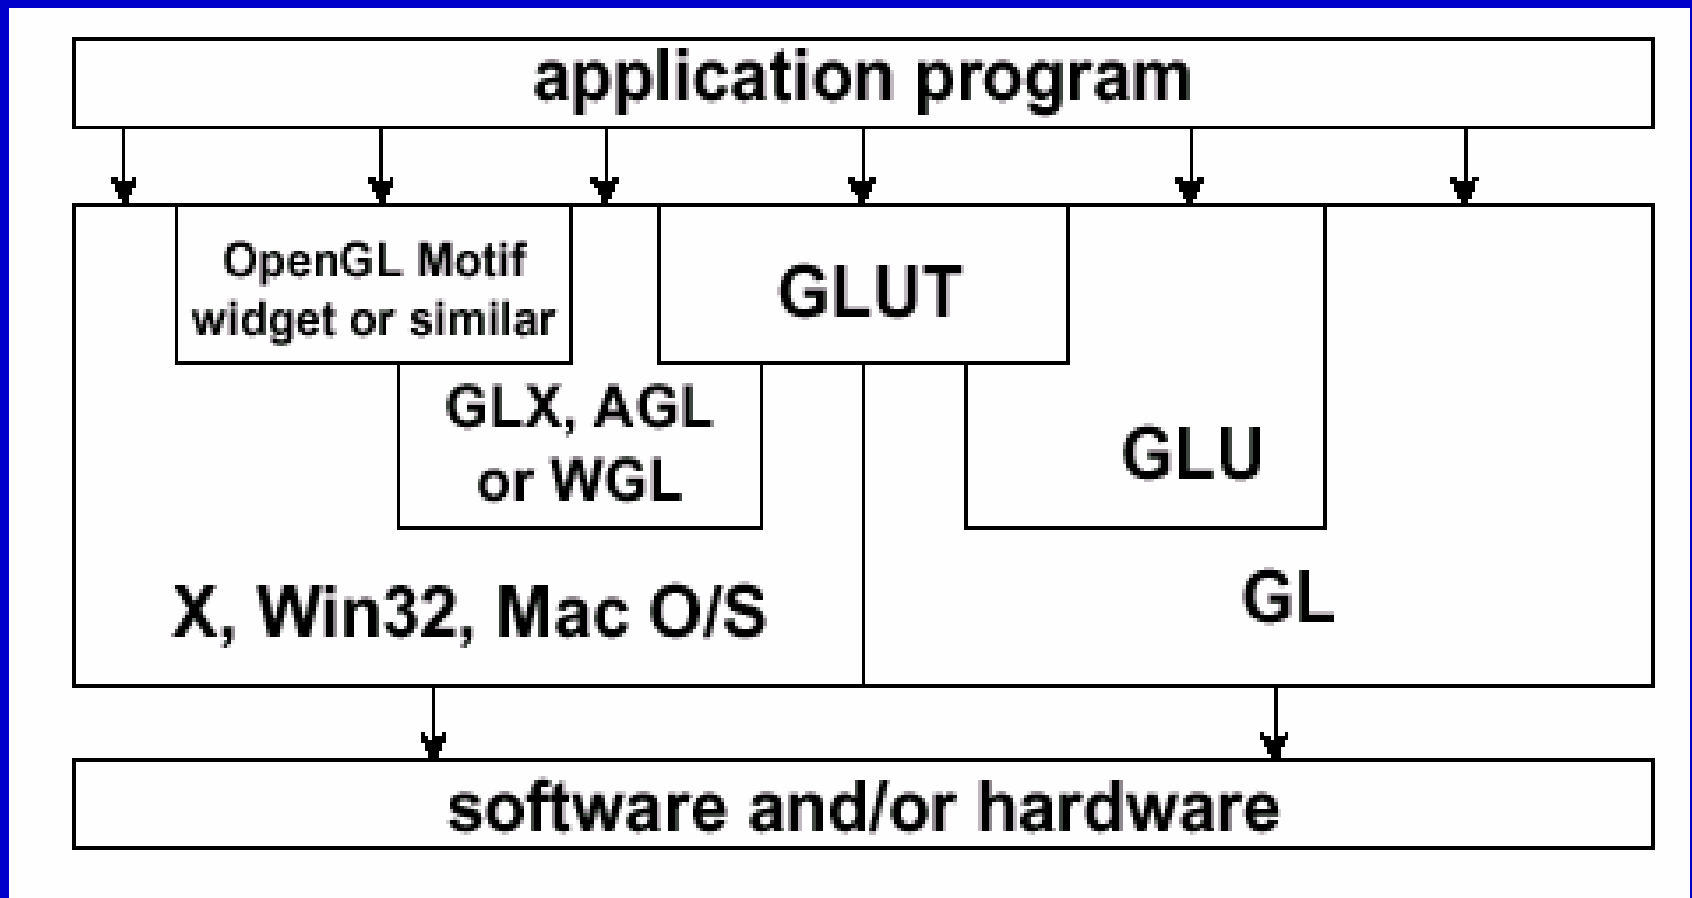 application program
OpenGL Motif
widget or similar
GLUT
GLX, AGL
or WGL
GLU
X, Win32, Mac O/S
GL
software and/or hardware